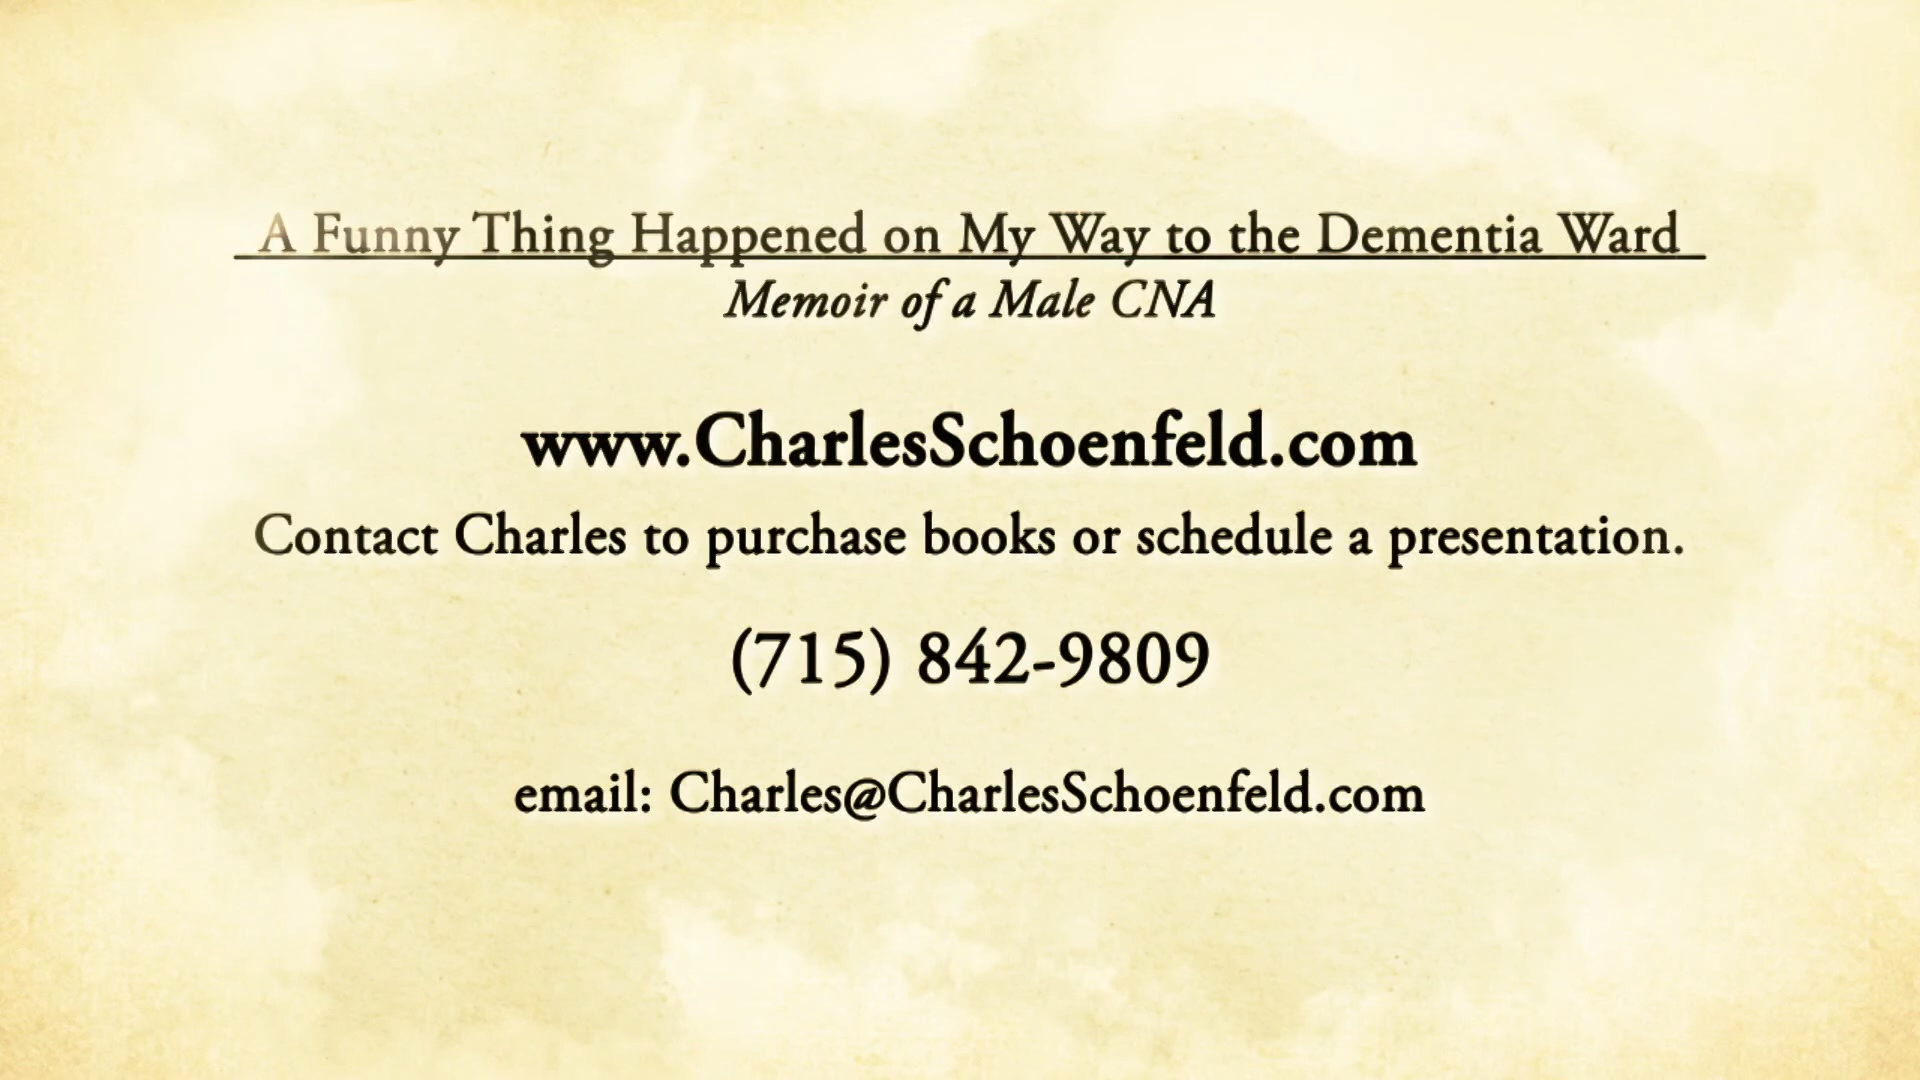 A Funny Thing Happened on My Way to the Dementia Ward
Memoir of a Male CNA
www.CharlesSchoenfeld.com
Contact Charles to purchase books or schedule a presentation.
(715) 842-9809
email: Charles@CharlesSchoenfeld.com